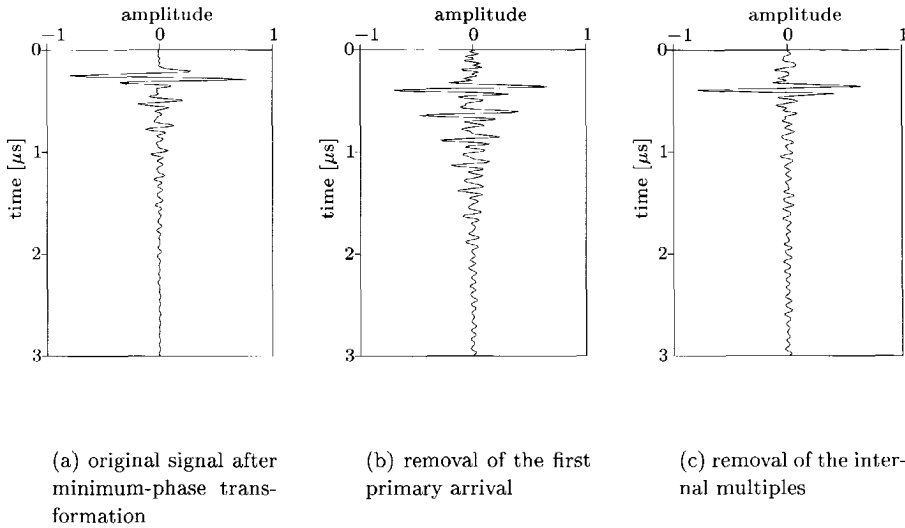 amplitude amplitude amplitude
−1 0 1 −1 0 1 −1 0 1
0 0 0
1 1 1
2 2 2
3 3 3
time [μs] time [μs] time [μs]
(a) original signal after
minimum-phase trans-
formation
(b) removal of the first
primary arrival
(c) removal of the inter-
nal multiples